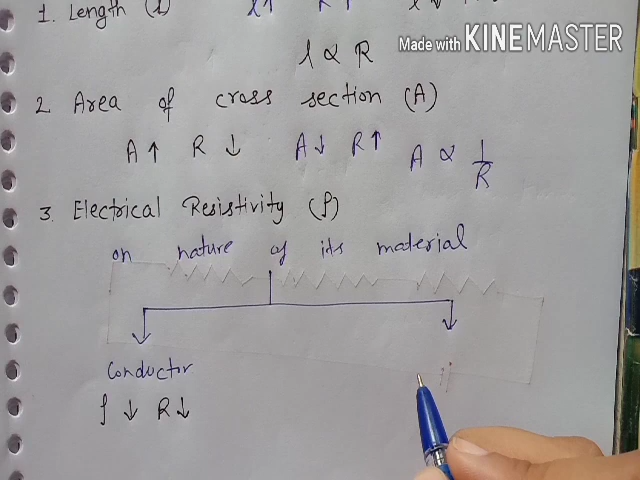 1. Length (l) l↑ R↑ l↓
Made with KINEMASTER
l ∝ R
2 Area of cross section (A)
A↑ R↓ A↓ R↑ A ∝ 1/R
3. Electrical Resistivity (ρ)
on nature of its material
Conductor
ρ↓ R↓